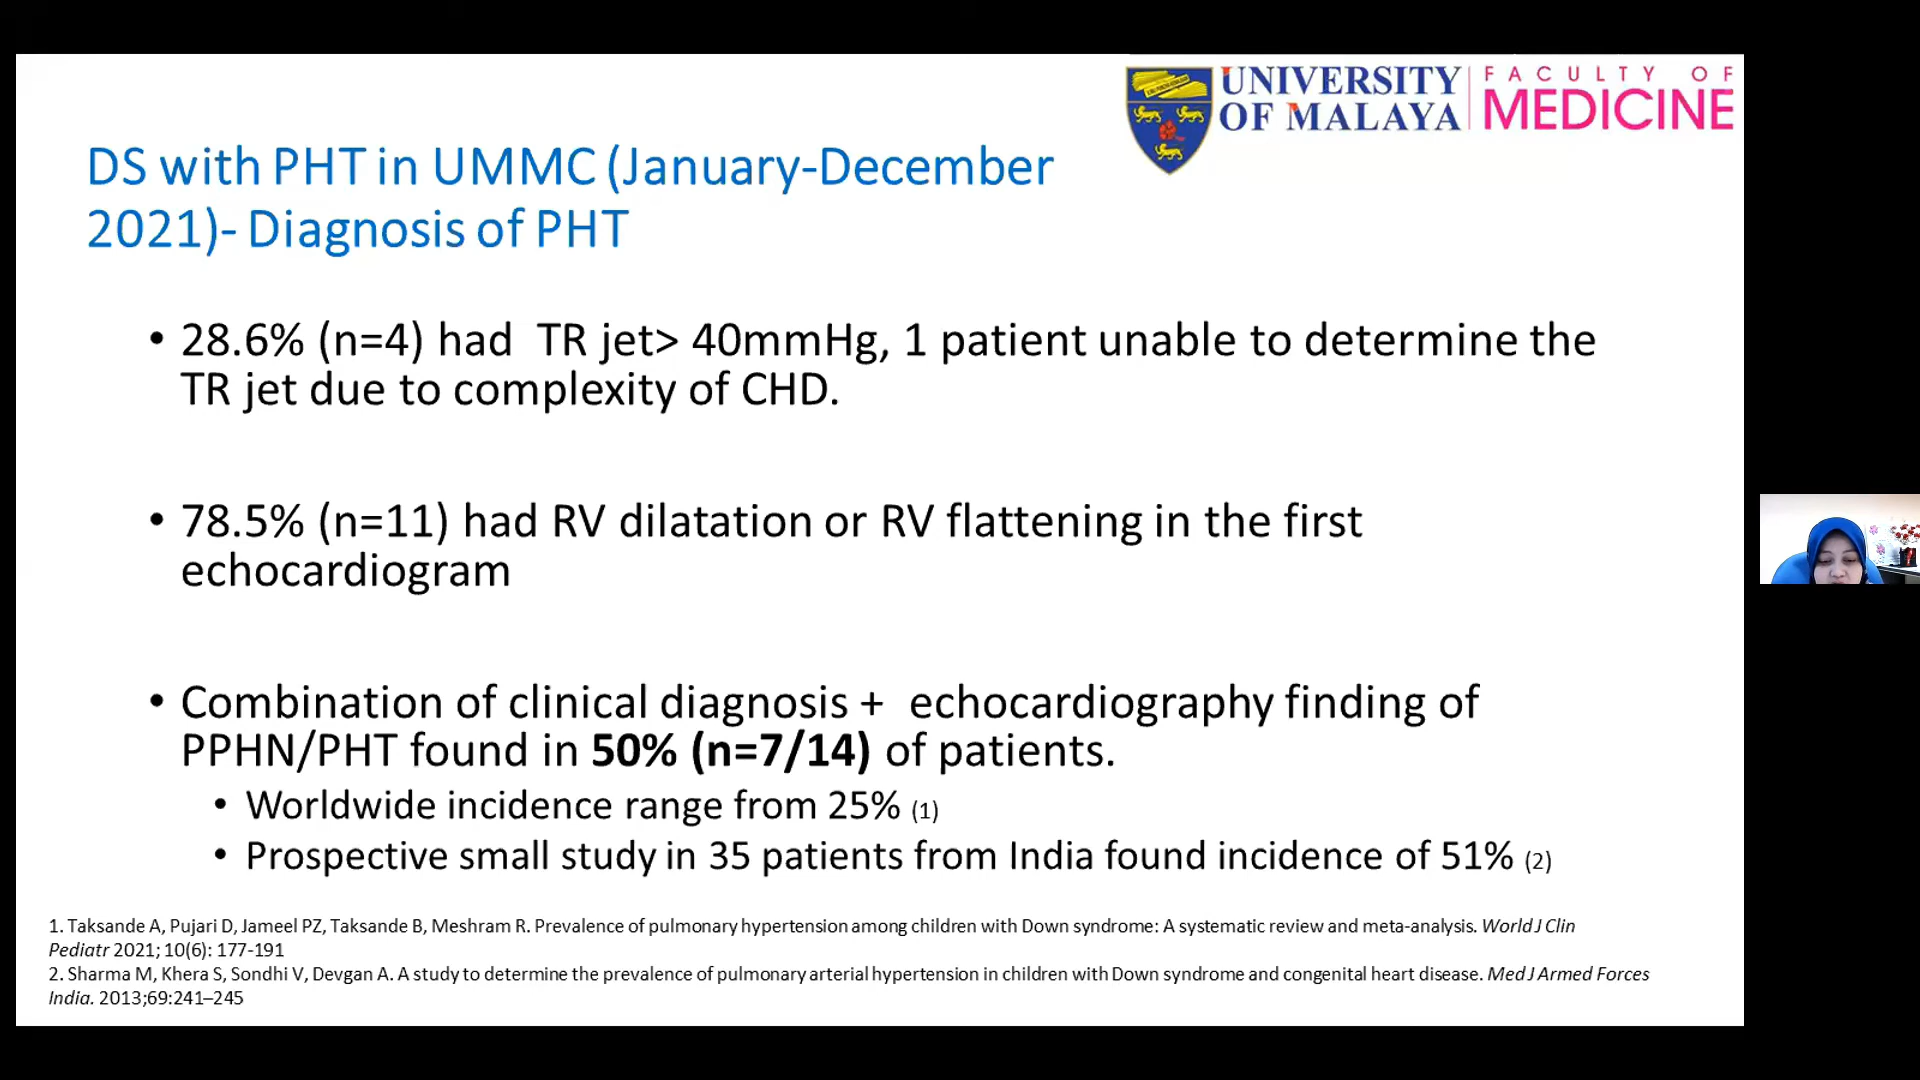 UNIVERSITY
OF MALAYA
FACULTY OF
MEDICINE
DS with PHT in UMMC (January-December
2021)- Diagnosis of PHT
• 28.6% (n=4) had TR jet> 40mmHg, 1 patient unable to determine the
TR jet due to complexity of CHD.
• 78.5% (n=11) had RV dilatation or RV flattening in the first
echocardiogram
• Combination of clinical diagnosis + echocardiography finding of
PPHN/PHT found in 50% (n=7/14) of patients.
• Worldwide incidence range from 25% (1)
• Prospective small study in 35 patients from India found incidence of 51% (2)
1. Taksande A, Pujari D, Jameel PZ, Taksande B, Meshram R. Prevalence of pulmonary hypertension among children with Down syndrome: A systematic review and meta-analysis. World J Clin
Pediatr 2021; 10(6): 177-191
2. Sharma M, Khera S, Sondhi V, Devgan A. A study to determine the prevalence of pulmonary arterial hypertension in children with Down syndrome and congenital heart disease. Med J Armed Forces
India. 2013;69:241–245